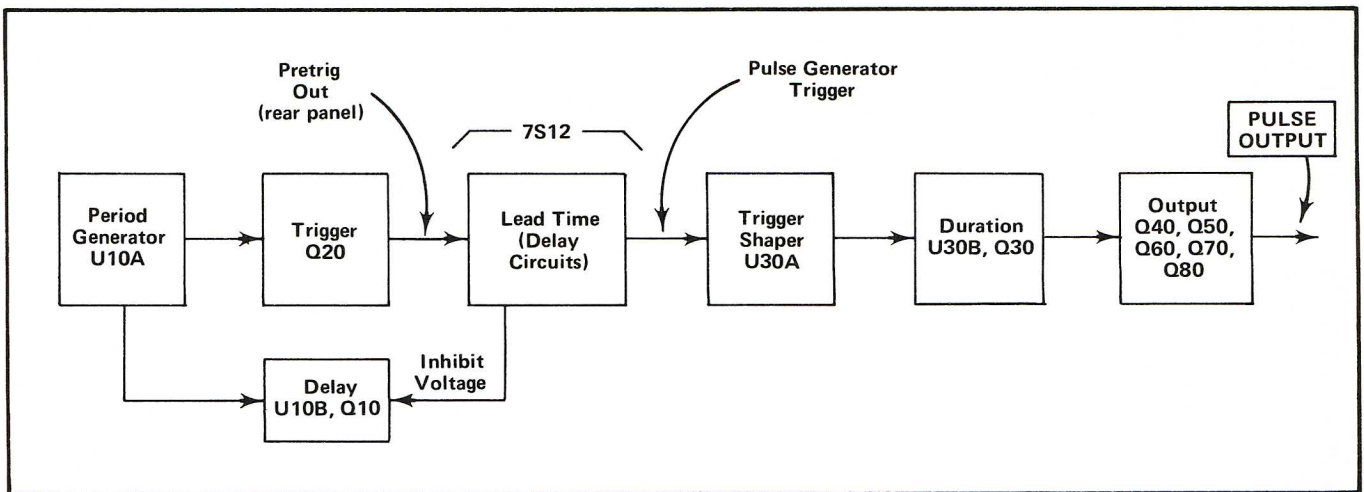 Pretrig
Out
(rear panel)
7S12
Pulse Generator
Trigger
PULSE
OUTPUT
Period
Generator
U10A
Trigger
Q20
Lead Time
(Delay
Circuits)
Trigger
Shaper
U30A
Duration
U30B, Q30
Output
Q40, Q50,
Q60, Q70,
Q80
Inhibit
Voltage
Delay
U10B, Q10